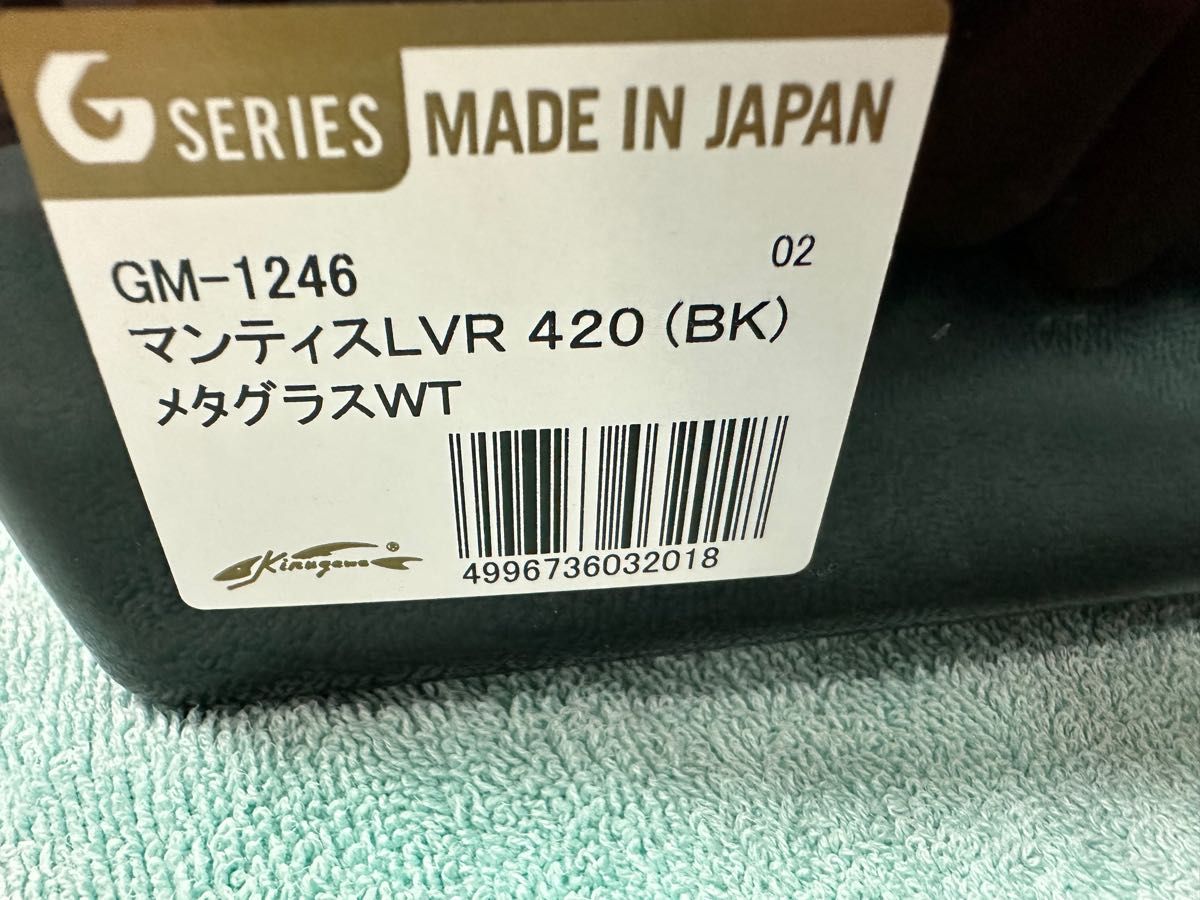 G SERIES MADE IN JAPAN
GM-1246 02
マンティスLVR 420 (BK)
メタグラスWT
Kinugawa ®
4996736032018